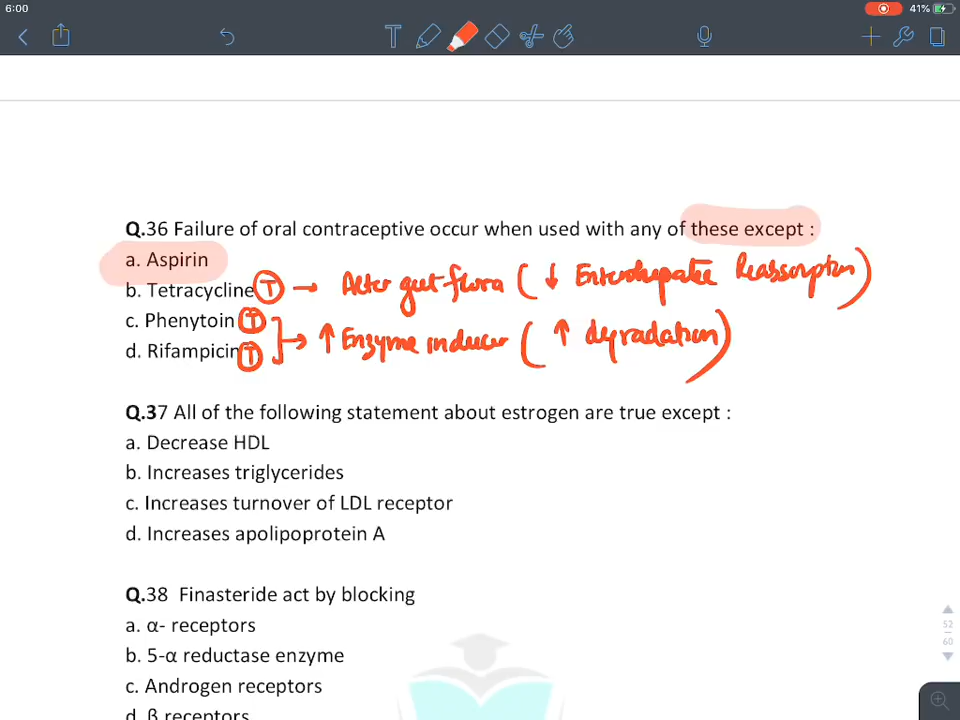 6:00
41%
T
Q.36 Failure of oral contraceptive occur when used with any of these except :
a. Aspirin
b. Tetracycline T → Alter gut flora ( ↓ Enterohepatic Reabsorption )
c. Phenytoin T
→ ↑ Enzyme inducer ( ↑ degradation )
d. Rifampicin T
Q.37 All of the following statement about estrogen are true except :
a. Decrease HDL
b. Increases triglycerides
c. Increases turnover of LDL receptor
d. Increases apolipoprotein A
Q.38 Finasteride act by blocking
a. α- receptors
b. 5-α reductase enzyme
c. Androgen receptors
d. β receptors
52
60